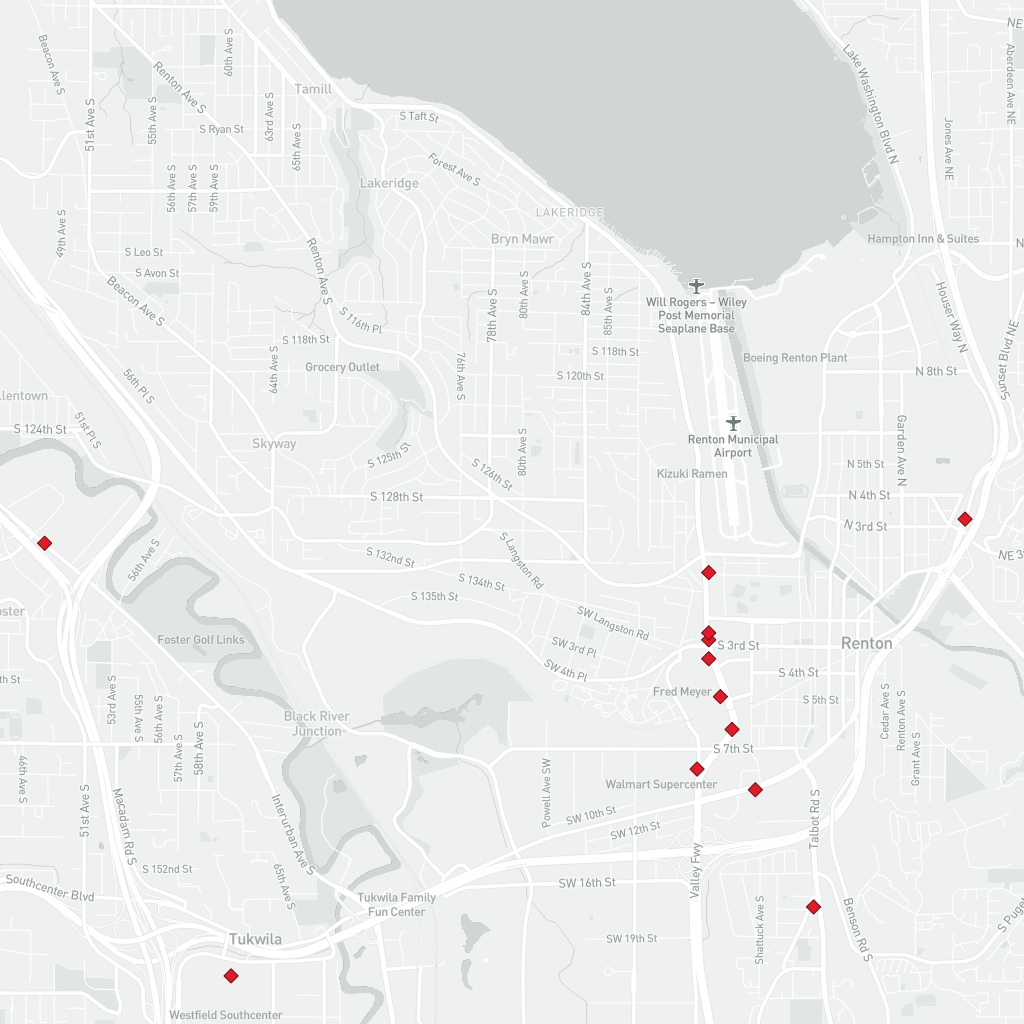 NE
Beacon Ave S
60th Ave S
Lake Washington Blvd N
Aberdeen Ave NE
Renton Ave S
Tamill
51st Ave S
55th Ave S
63rd Ave S
S Taft St
S Ryan St
65th Ave S
Jones Ave NE
Forest Ave S
56th Ave S
57th Ave S
59th Ave S
Lakeridge
LAKERIDGE
49th Ave S
Bryn Mawr
Hampton Inn & Suites
N
S Leo St
S Avon St
Renton Ave S
Beacon Ave S
80th Ave S
84th Ave S
85th Ave S
78th Ave S
Will Rogers – Wiley
Post Memorial
Seaplane Base
Houser Way N
S 116th Pl
S 118th St
S 118th St
Sunset Blvd NE
64th Ave S
Grocery Outlet
76th Ave S
Boeing Renton Plant
S 120th St
N 8th St
56th Pl S
llentown
51st Pl S
S 124th St
Skyway
S 125th St
80th Ave S
Renton Municipal
Airport
Garden Ave N
S 126th St
Kizuki Ramen
N 5th St
S 128th St
N 4th St
N 3rd St
56th Ave S
S 132nd St
S Langston Rd
NE 3
S 134th St
S 135th St
oster
Foster Golf Links
SW Langston Rd
SW 3rd Pl
S 3rd St
Renton
th St
SW 4th Pl
S 4th St
53rd Ave S
55th Ave S
56th Ave S
Fred Meyer
S 5th St
Cedar Ave S
Renton Ave S
Black River
Junction
57th Ave S
58th Ave S
Grant Ave S
S 7th St
46th Ave S
51st Ave S
Macadam Rd S
Interurban Ave S
Powell Ave SW
Walmart Supercenter
Talbot Rd S
SW 10th St
SW 12th St
S 152nd St
Valley Fwy
Southcenter Blvd
65th Ave S
Tukwila Family
Fun Center
SW 16th St
Shattuck Ave S
Benson Rd S
S Puget
Tukwila
SW 19th St
Westfield Southcenter